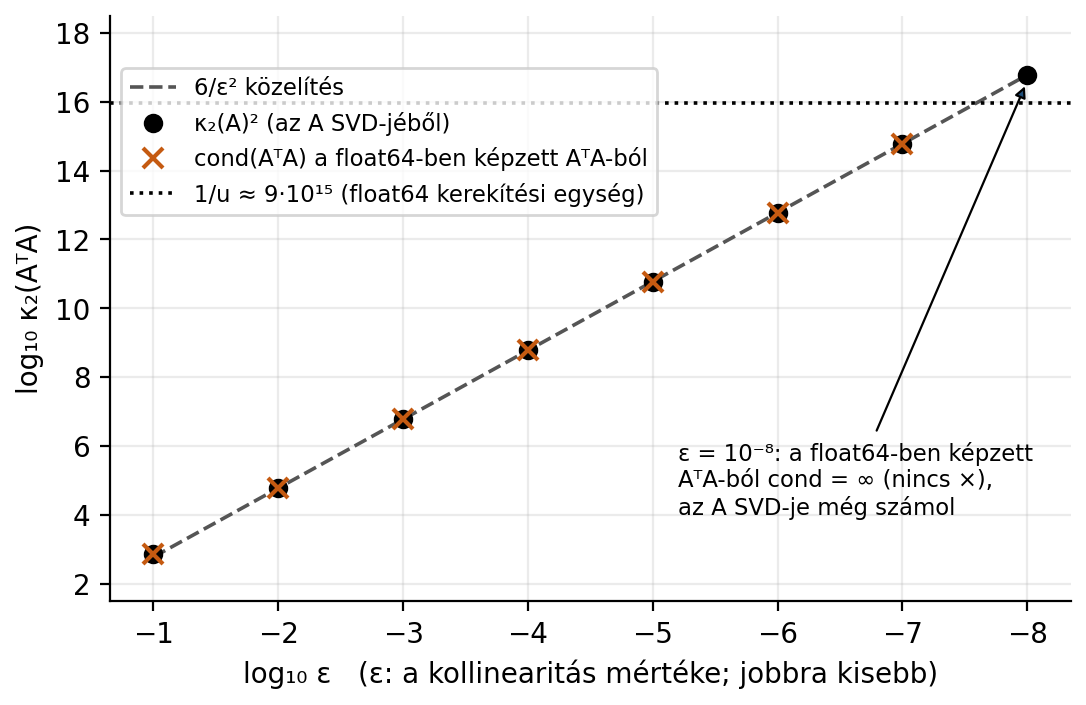 18
16
14
12
10
8
6
4
2
log₁₀ κ₂(AᵀA)
6/ε² közelítés
κ₂(A)² (az A SVD-jéből)
cond(AᵀA) a float64-ben képzett AᵀA-ból
1/u ≈ 9·10¹⁵ (float64 kerekítési egység)
ε = 10⁻⁸: a float64-ben képzett
AᵀA-ból cond = ∞ (nincs ×),
az A SVD-je még számol
−1 −2 −3 −4 −5 −6 −7 −8
log₁₀ ε (ε: a kollinearitás mértéke; jobbra kisebb)